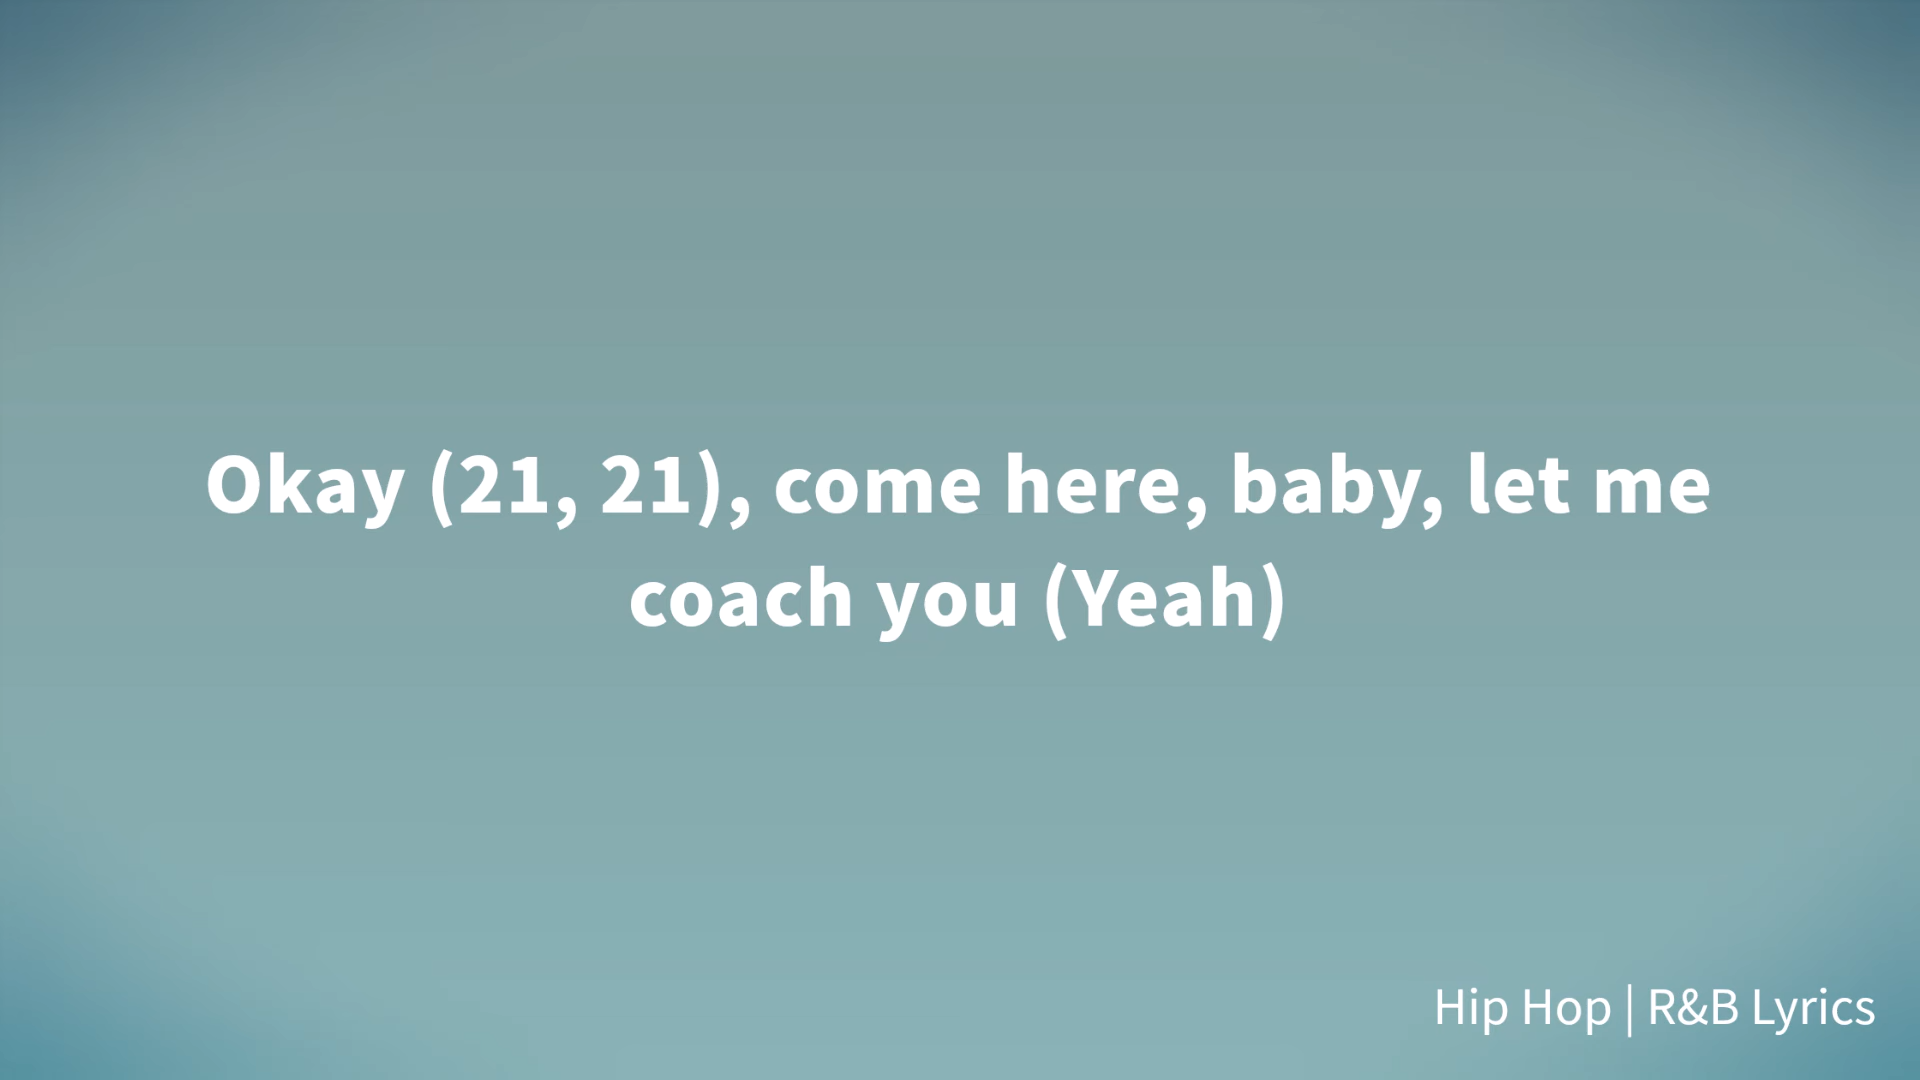 Okay (21, 21), come here, baby, let me
coach you (Yeah)
Hip Hop | R&B Lyrics